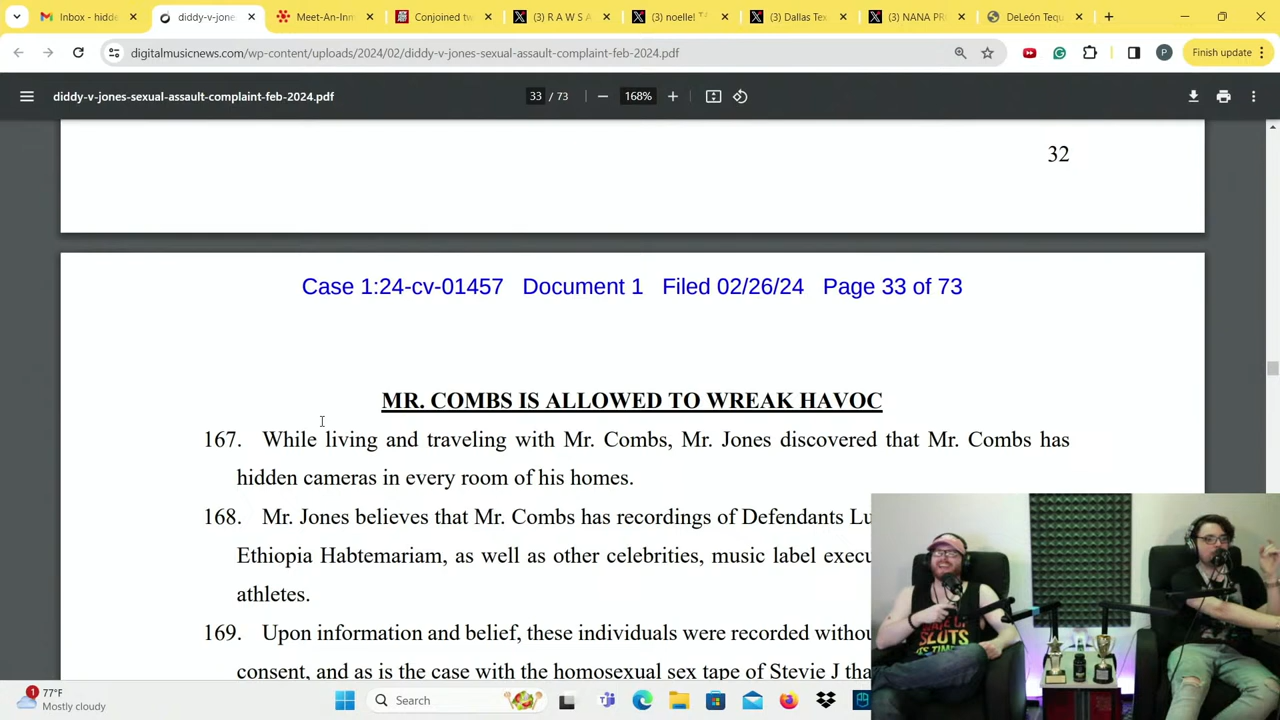 Inbox - hidde
diddy-v-jone
Meet-An-Inn
Conjoined tw
(3) R A W S A
(3) noelle!
(3) Dallas Tex
(3) NANA PR
DeLeón Tequ
digitalmusicnews.com/wp-content/uploads/2024/02/diddy-v-jones-sexual-assault-complaint-feb-2024.pdf
P
Finish update
diddy-v-jones-sexual-assault-complaint-feb-2024.pdf
33 / 73
168%
32
Case 1:24-cv-01457 Document 1 Filed 02/26/24 Page 33 of 73
MR. COMBS IS ALLOWED TO WREAK HAVOC
167. While living and traveling with Mr. Combs, Mr. Jones discovered that Mr. Combs has
hidden cameras in every room of his homes.
168. Mr. Jones believes that Mr. Combs has recordings of Defendants Lu
Ethiopia Habtemariam, as well as other celebrities, music label execu
athletes.
169. Upon information and belief, these individuals were recorded withou
consent, and as is the case with the homosexual sex tape of Stevie J tha
SLUTS
1
77°F
Mostly cloudy
Search